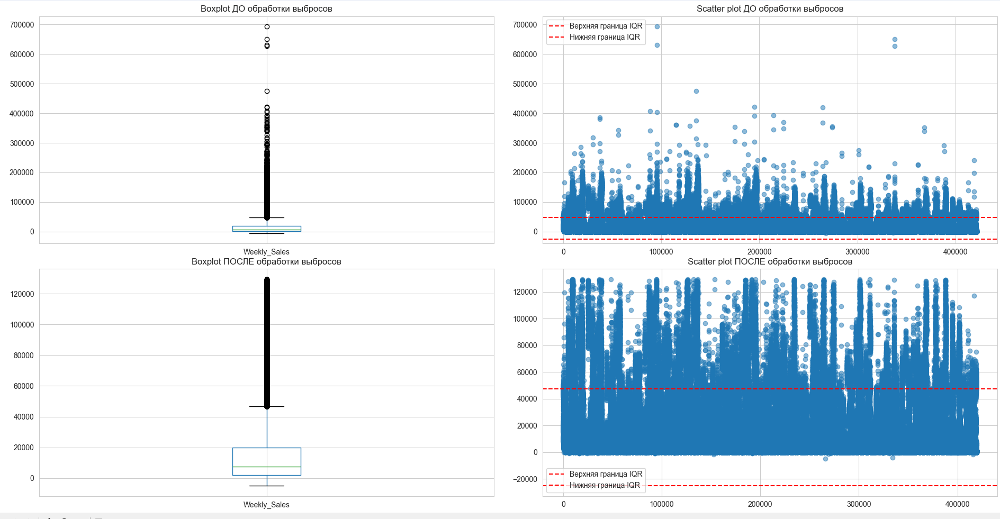 Boxplot ДО обработки выбросов
700000
600000
500000
400000
300000
200000
100000
0
Weekly_Sales
Scatter plot ДО обработки выбросов
Верхняя граница IQR
Нижняя граница IQR
700000
600000
500000
400000
300000
200000
100000
0
0 100000 200000 300000 400000
Boxplot ПОСЛЕ обработки выбросов
120000
100000
80000
60000
40000
20000
0
Weekly_Sales
Scatter plot ПОСЛЕ обработки выбросов
120000
100000
80000
60000
40000
20000
0
−20000
Верхняя граница IQR
Нижняя граница IQR
0 100000 200000 300000 400000